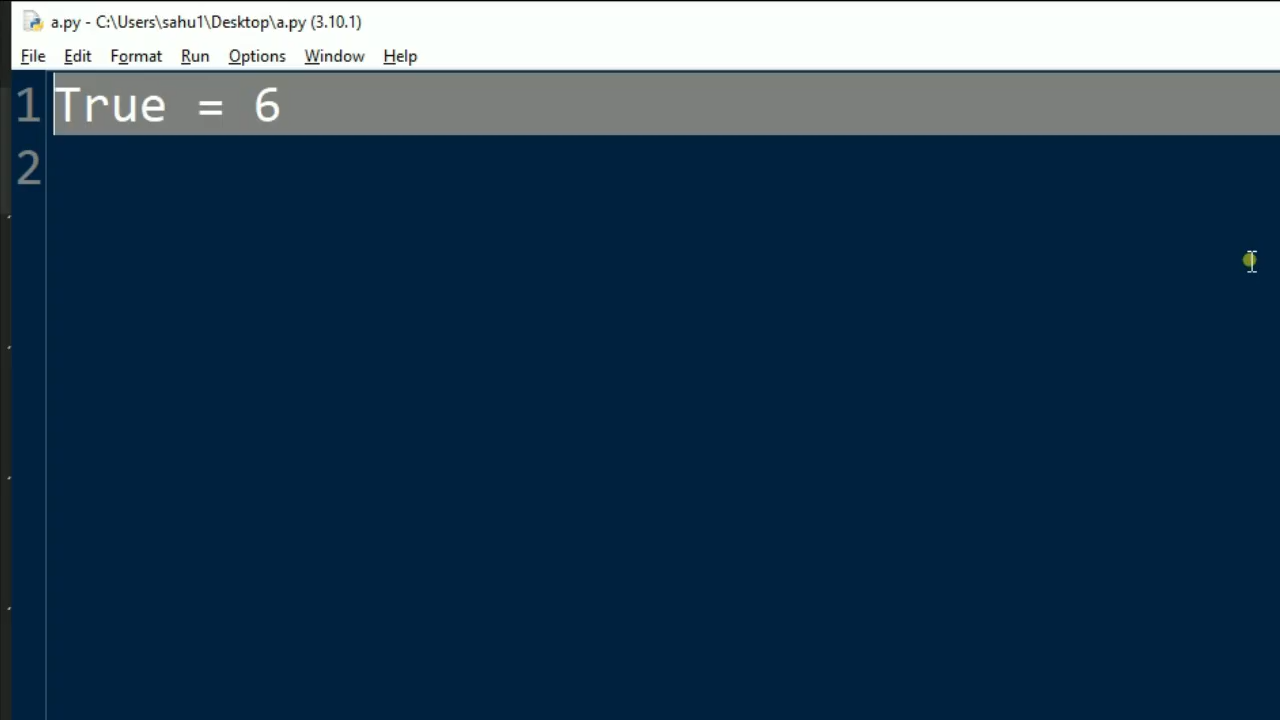 a.py - C:\Users\sahu1\Desktop\a.py (3.10.1)
File Edit Format Run Options Window Help
1 True = 6
2